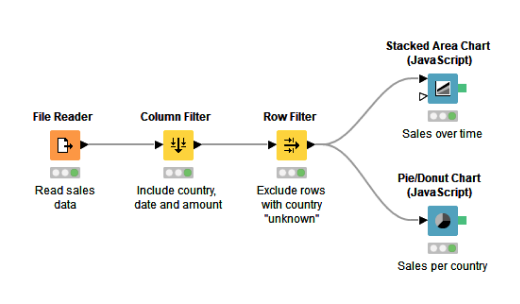 Stacked Area Chart
(JavaScript)
Sales over time
File Reader
Read sales
data
Column Filter
Include country,
date and amount
Row Filter
Exclude rows
with country
"unknown"
Pie/Donut Chart
(JavaScript)
Sales per country